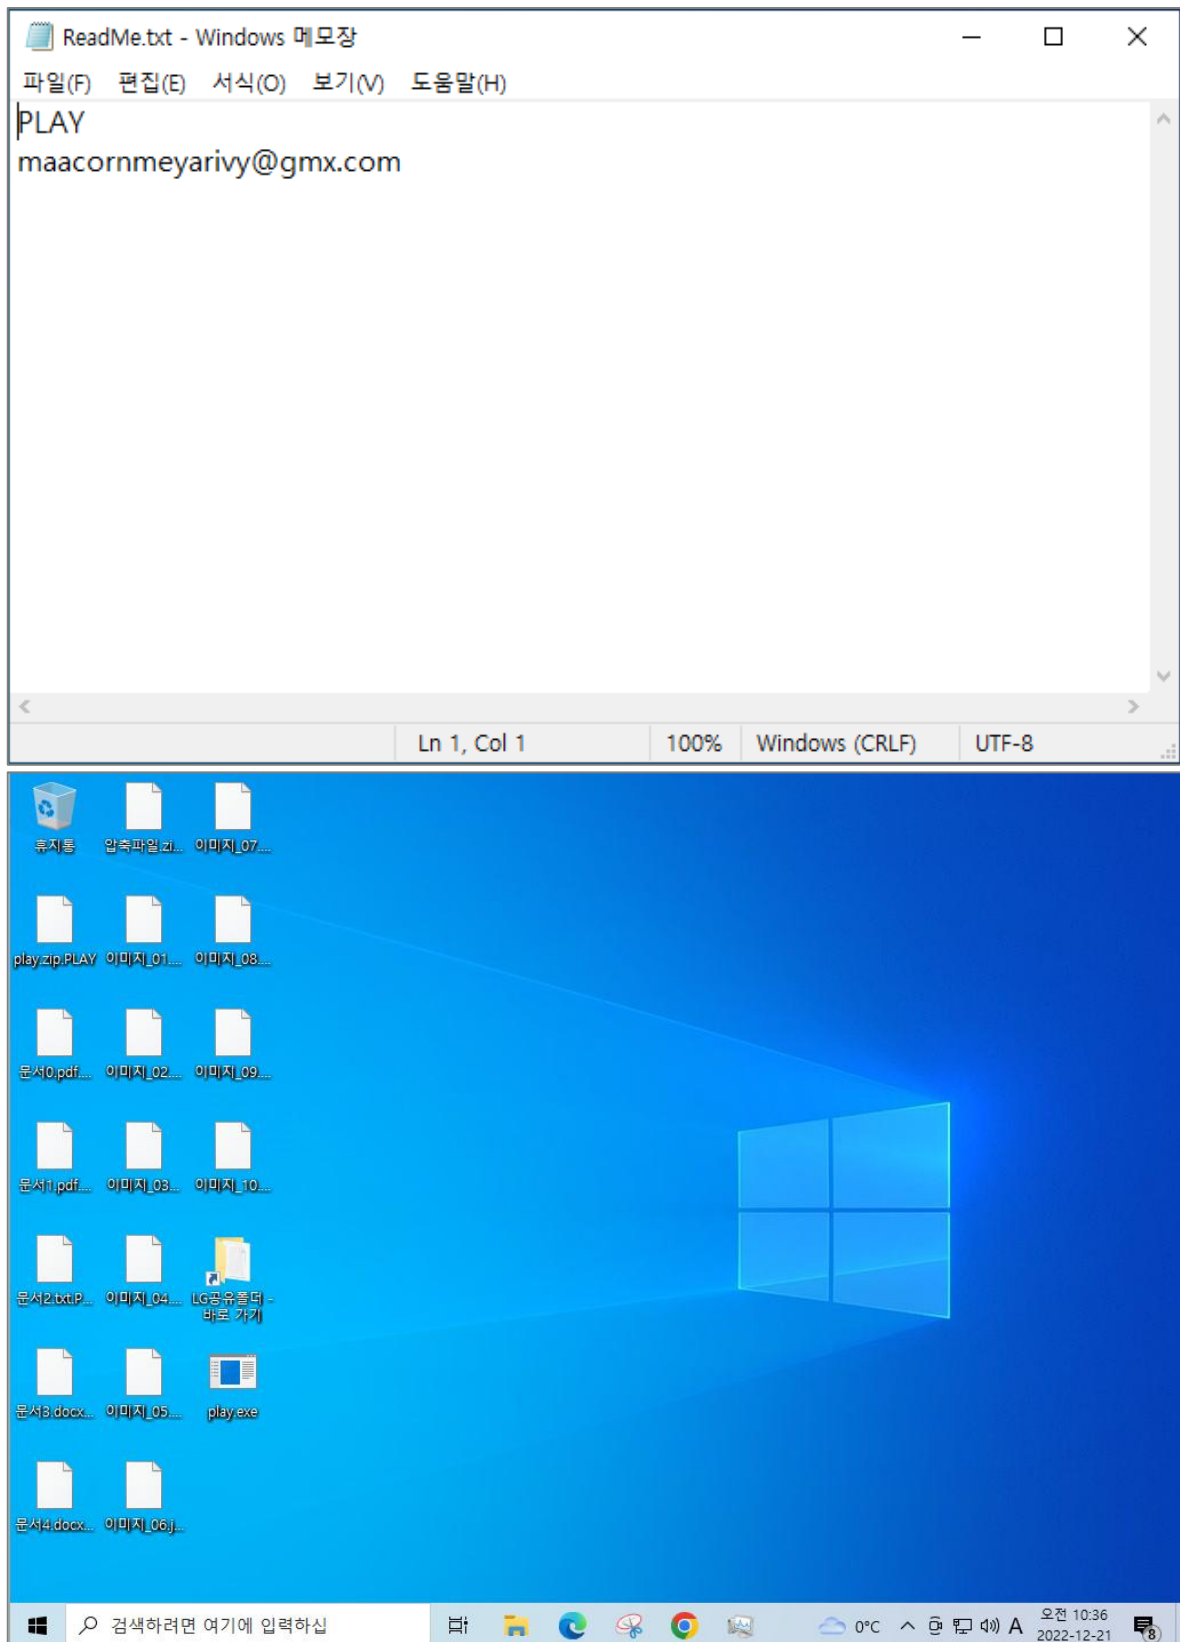 ReadMe.txt - Windows 메모장
파일(F) 편집(E) 서식(O) 보기(V) 도움말(H)
PLAY
maacornmeyarivy@gmx.com
Ln 1, Col 1 100% Windows (CRLF) UTF-8
휴지통 압축파일.zi... 이미지_07....
play.zip.PLAY 이미지_01.... 이미지_08....
문서0.pdf.... 이미지_02.... 이미지_09....
문서1.pdf.... 이미지_03.... 이미지_10....
문서2.txt.P... 이미지_04.... LG공유폴더 -
바로 가기
문서3.docx... 이미지_05.... play.exe
문서4.docx... 이미지_06.j...
검색하려면 여기에 입력하십
0°C A 오전 10:36
2022-12-21 8